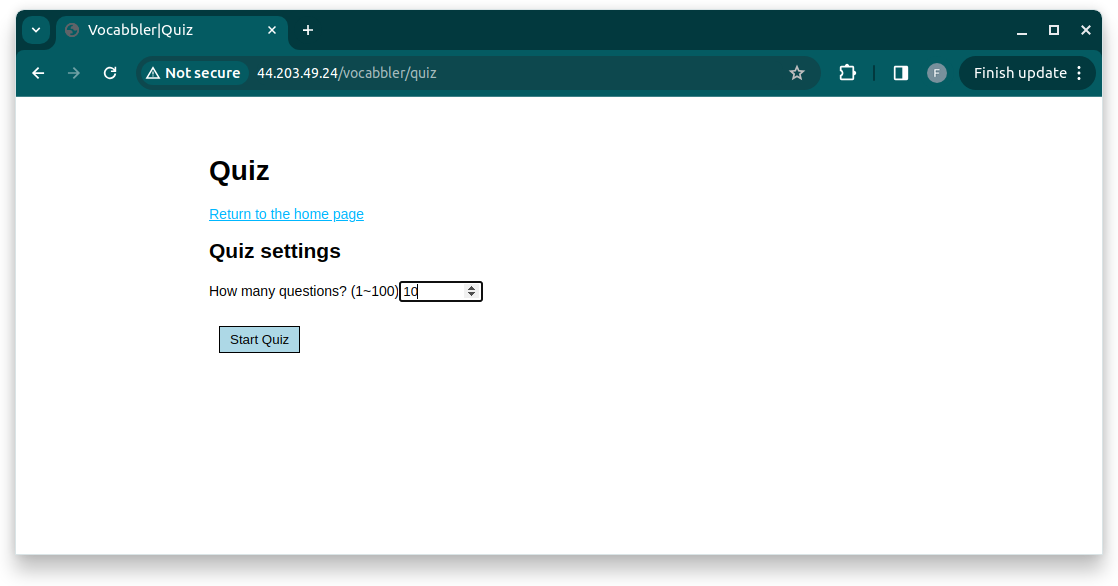 Vocabbler|Quiz
Not secure 44.203.49.24/vocabbler/quiz F Finish update
Quiz
Return to the home page
Quiz settings
How many questions? (1~100) 10
Start Quiz